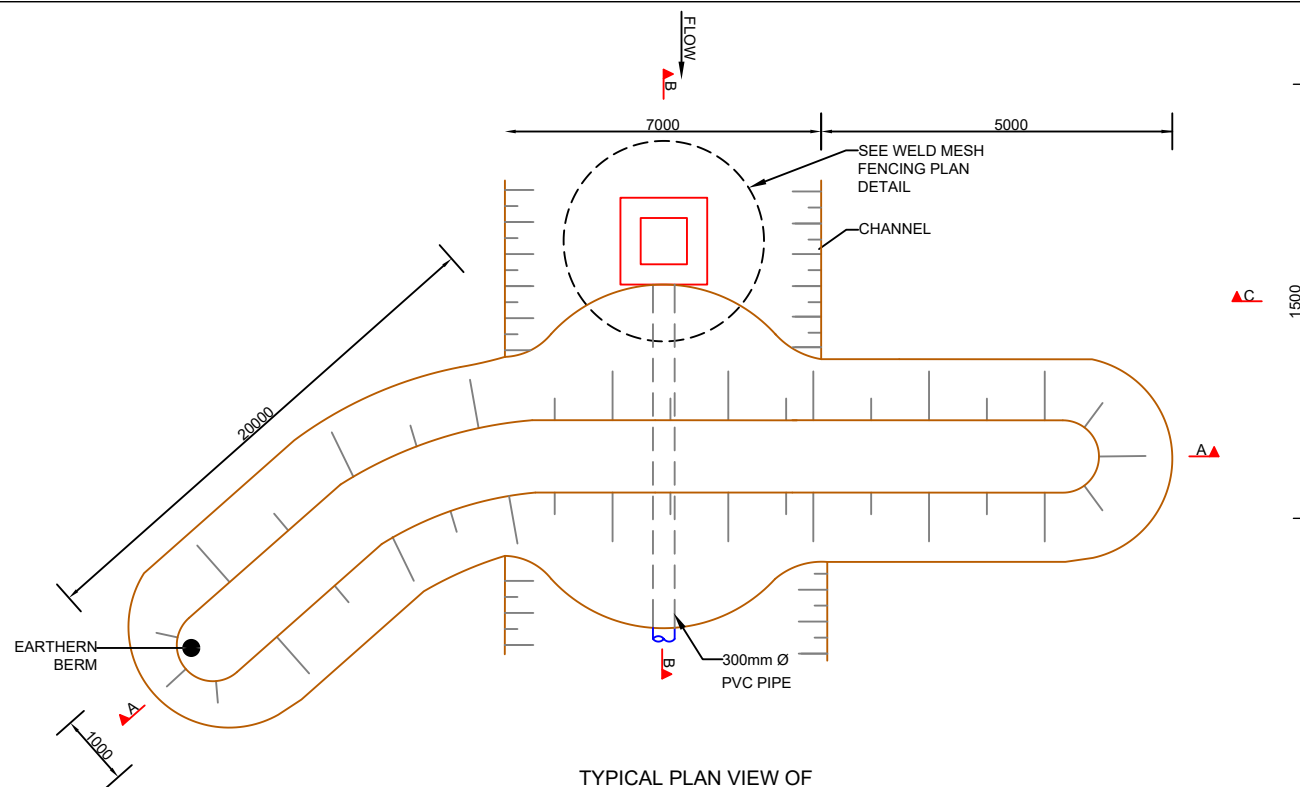 FLOW
B
7000
5000
SEE WELD MESH
FENCING PLAN
DETAIL
CHANNEL
C
1500
20000
A
EARTHERN
BERM
300mm Ø
PVC PIPE
B
A
1000
TYPICAL PLAN VIEW OF